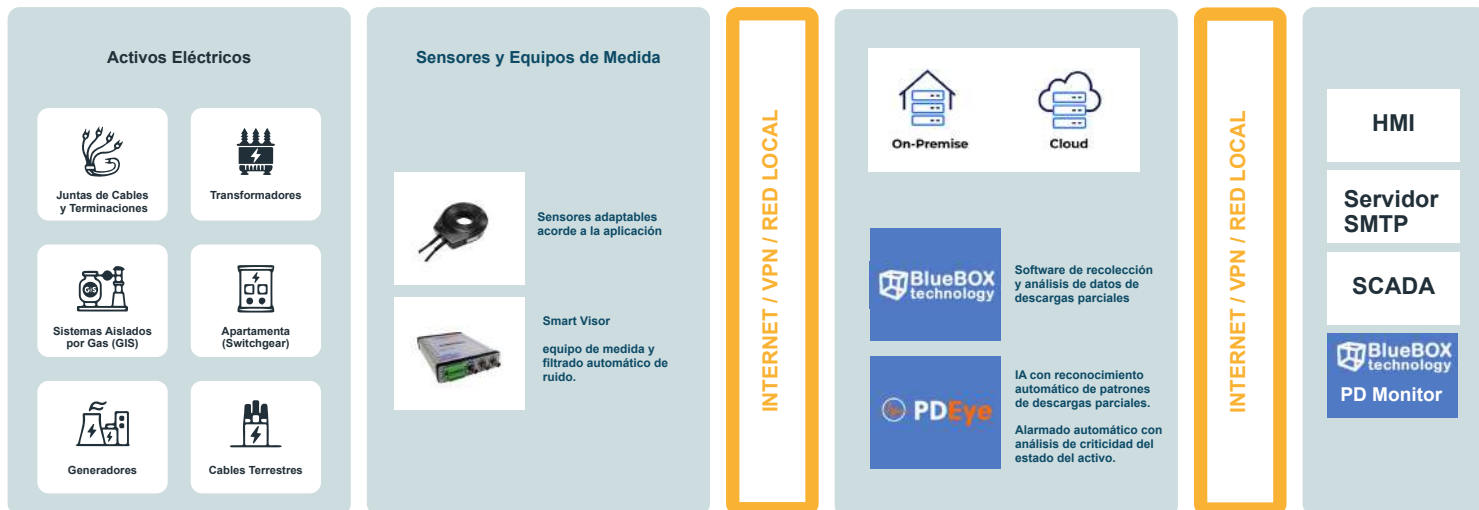 Activos Eléctricos
Juntas de Cables
y Terminaciones
Transformadores
GIS
Sistemas Aislados
por Gas (GIS)
Apartamenta
(Switchgear)
Generadores
Cables Terrestres
Sensores y Equipos de Medida
Sensores adaptables
acorde a la aplicación
Smart Visor
equipo de medida y
filtrado automático de
ruido.
INTERNET / VPN / RED LOCAL
On-Premise
Cloud
BlueBOX
technology
Software de recolección
y análisis de datos de
descargas parciales
PDEye
IA con reconocimiento
automático de patrones
de descargas parciales.
Alarmado automático con
análisis de criticidad del
estado del activo.
INTERNET / VPN / RED LOCAL
HMI
Servidor
SMTP
SCADA
BlueBOX
technology
PD Monitor